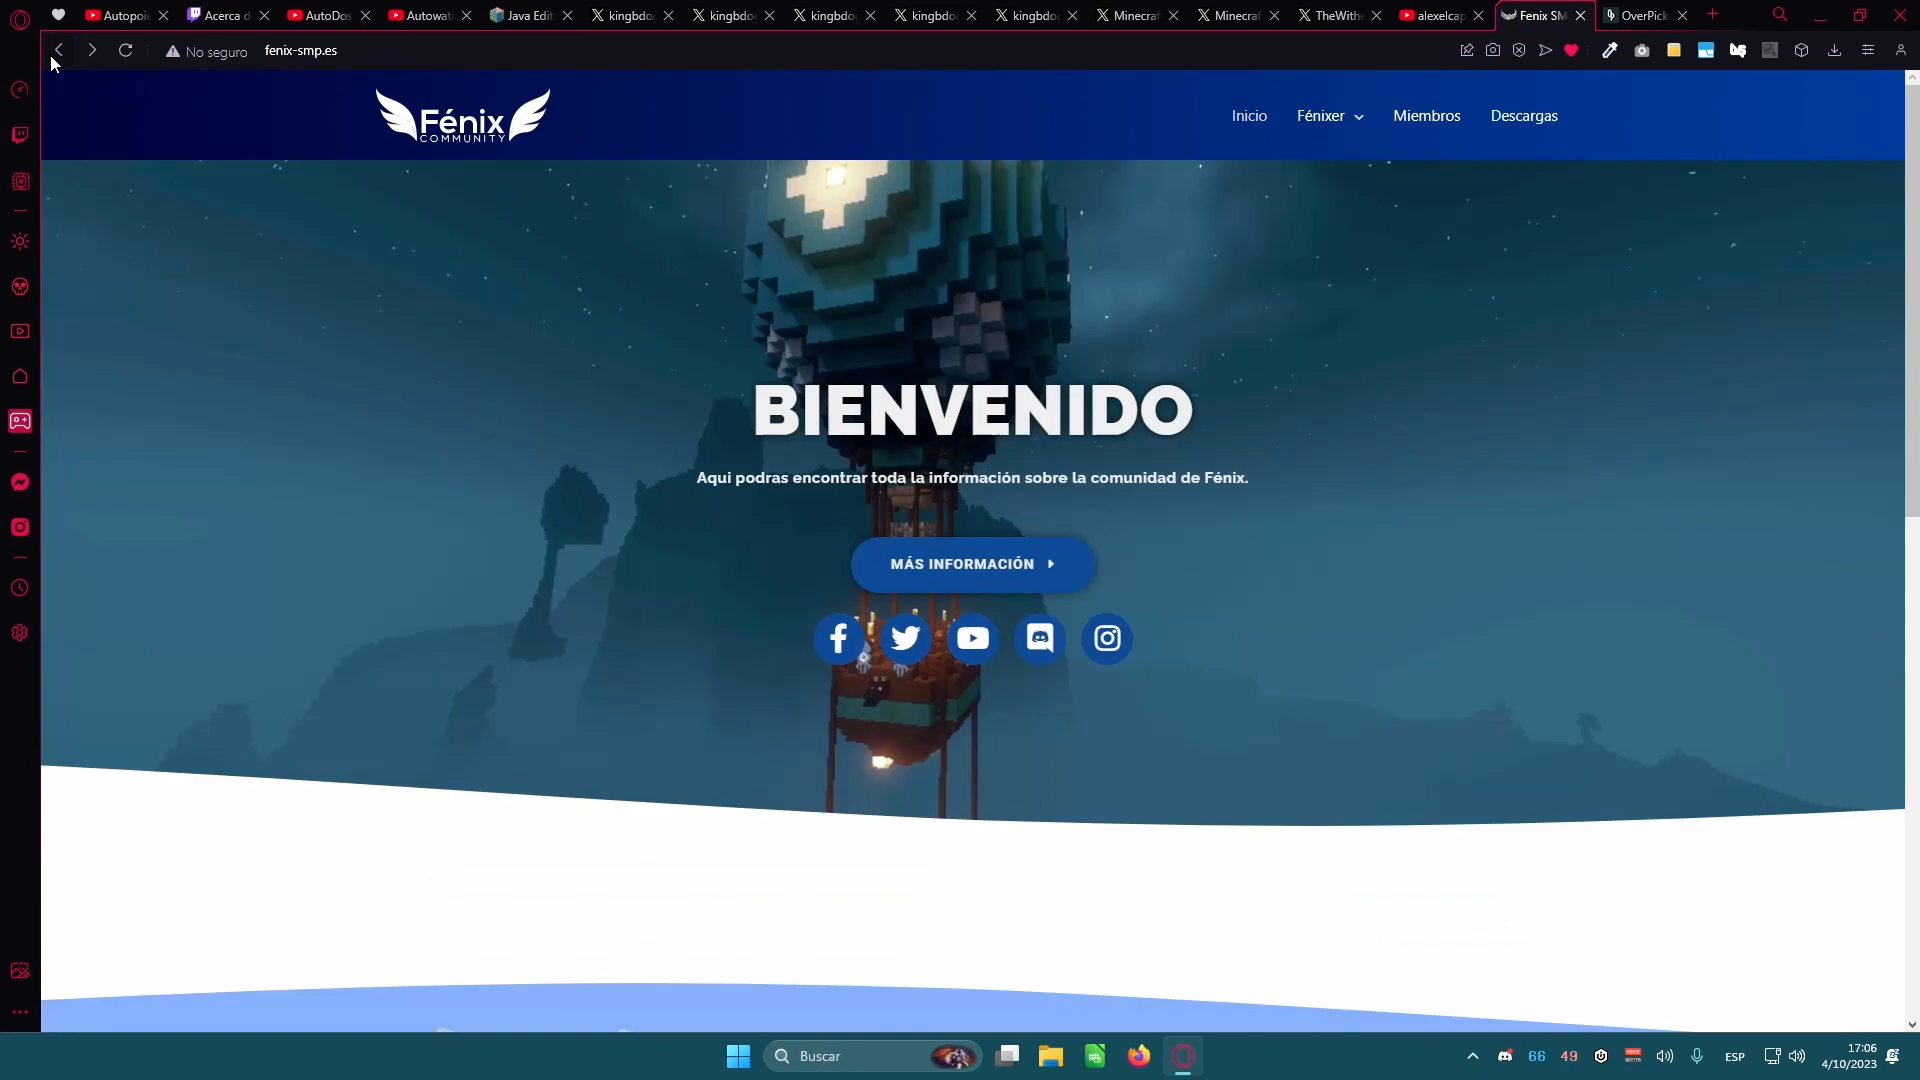 Autopoie
Acerca d
AutoDos
Autowat
Java Edit
kingbdo
kingbdo
kingbdo
kingbdo
kingbdo
Minecraf
Minecraf
TheWith
alexelcap
Fenix SM
OverPick
No seguro
fenix-smp.es
Fénix
COMMUNITY
Inicio
Fénixer
Miembros
Descargas
BIENVENIDO
Aqui podras encontrar toda la información sobre la comunidad de Fénix.
MÁS INFORMACIÓN
Buscar
66
49
ESP
17:06
4/10/2023